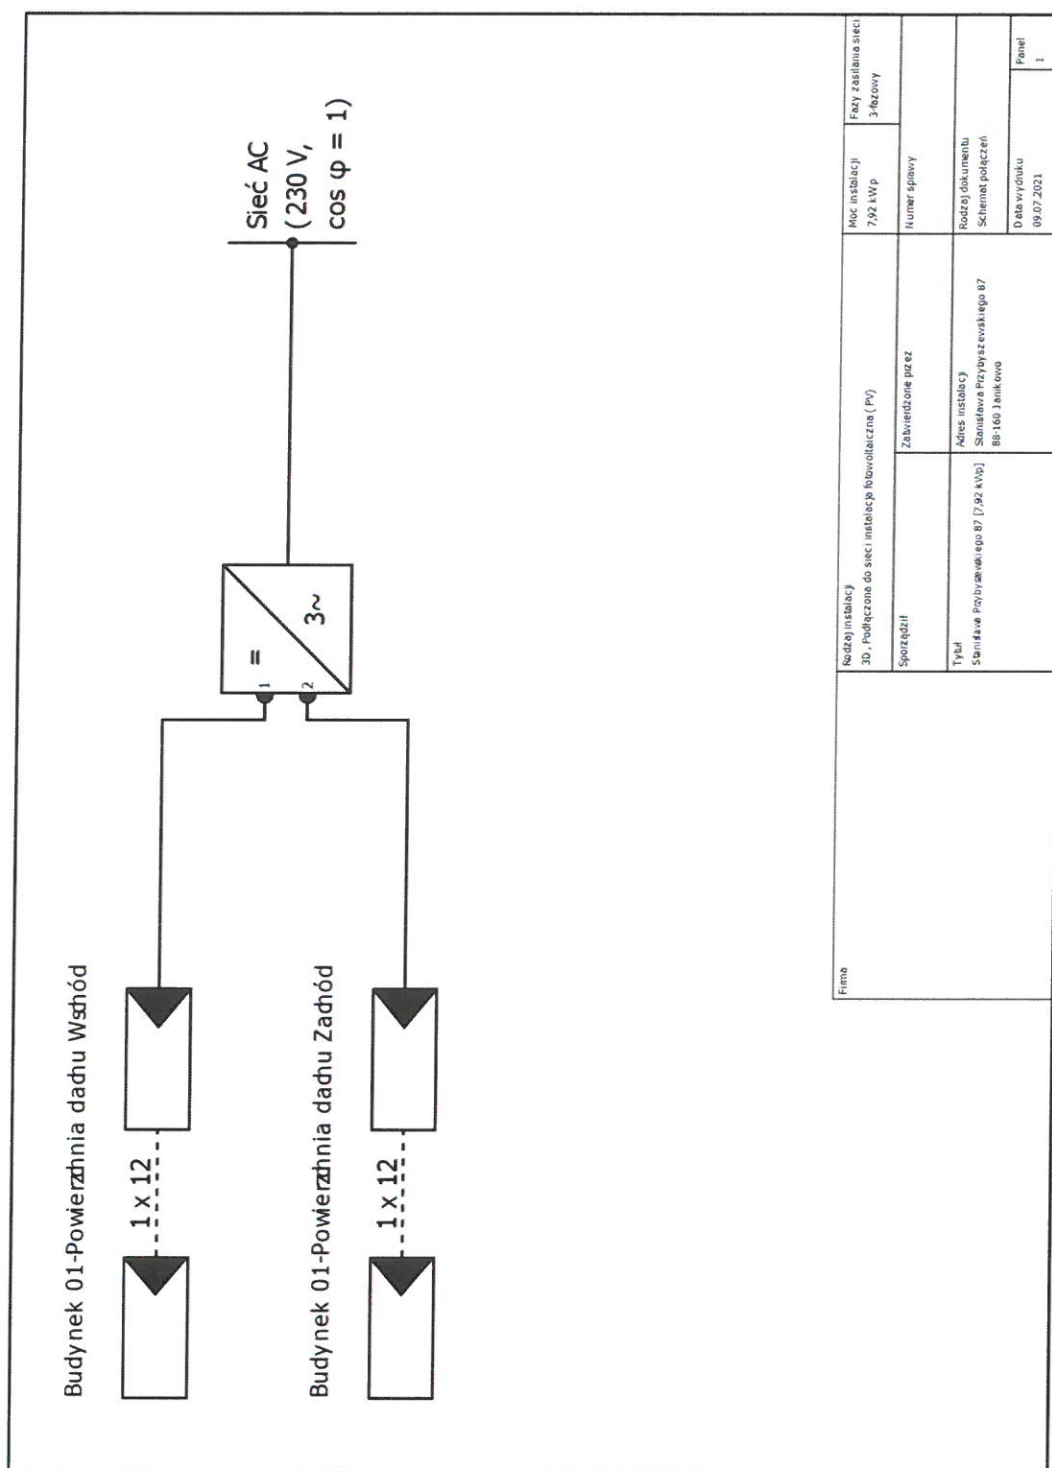 Budynek 01-Powierzchnia dachu Wschód
1 x 12
Budynek 01-Powierzchnia dachu Zachód
1 x 12
1
2
=
3~
Sieć AC
(230 V,
cos φ = 1)
Firma
Rodzaj instalacji
3D, Podłączona do sieci instalacja fotowoltaiczna (PV)
Moc instalacji
7,92 kWp
Fazy zasilania sieci
3-fazowy
Sporządził
Zatwierdzone przez
Numer sprawy
Tytuł
Stanisława Przybyszewskiego 87 [7,92 kWp]
Adres instalacji
Stanisława Przybyszewskiego 87
88-160 Janikowo
Rodzaj dokumentu
Schemat połączeń
Data wydruku
09.07.2021
Panel
1